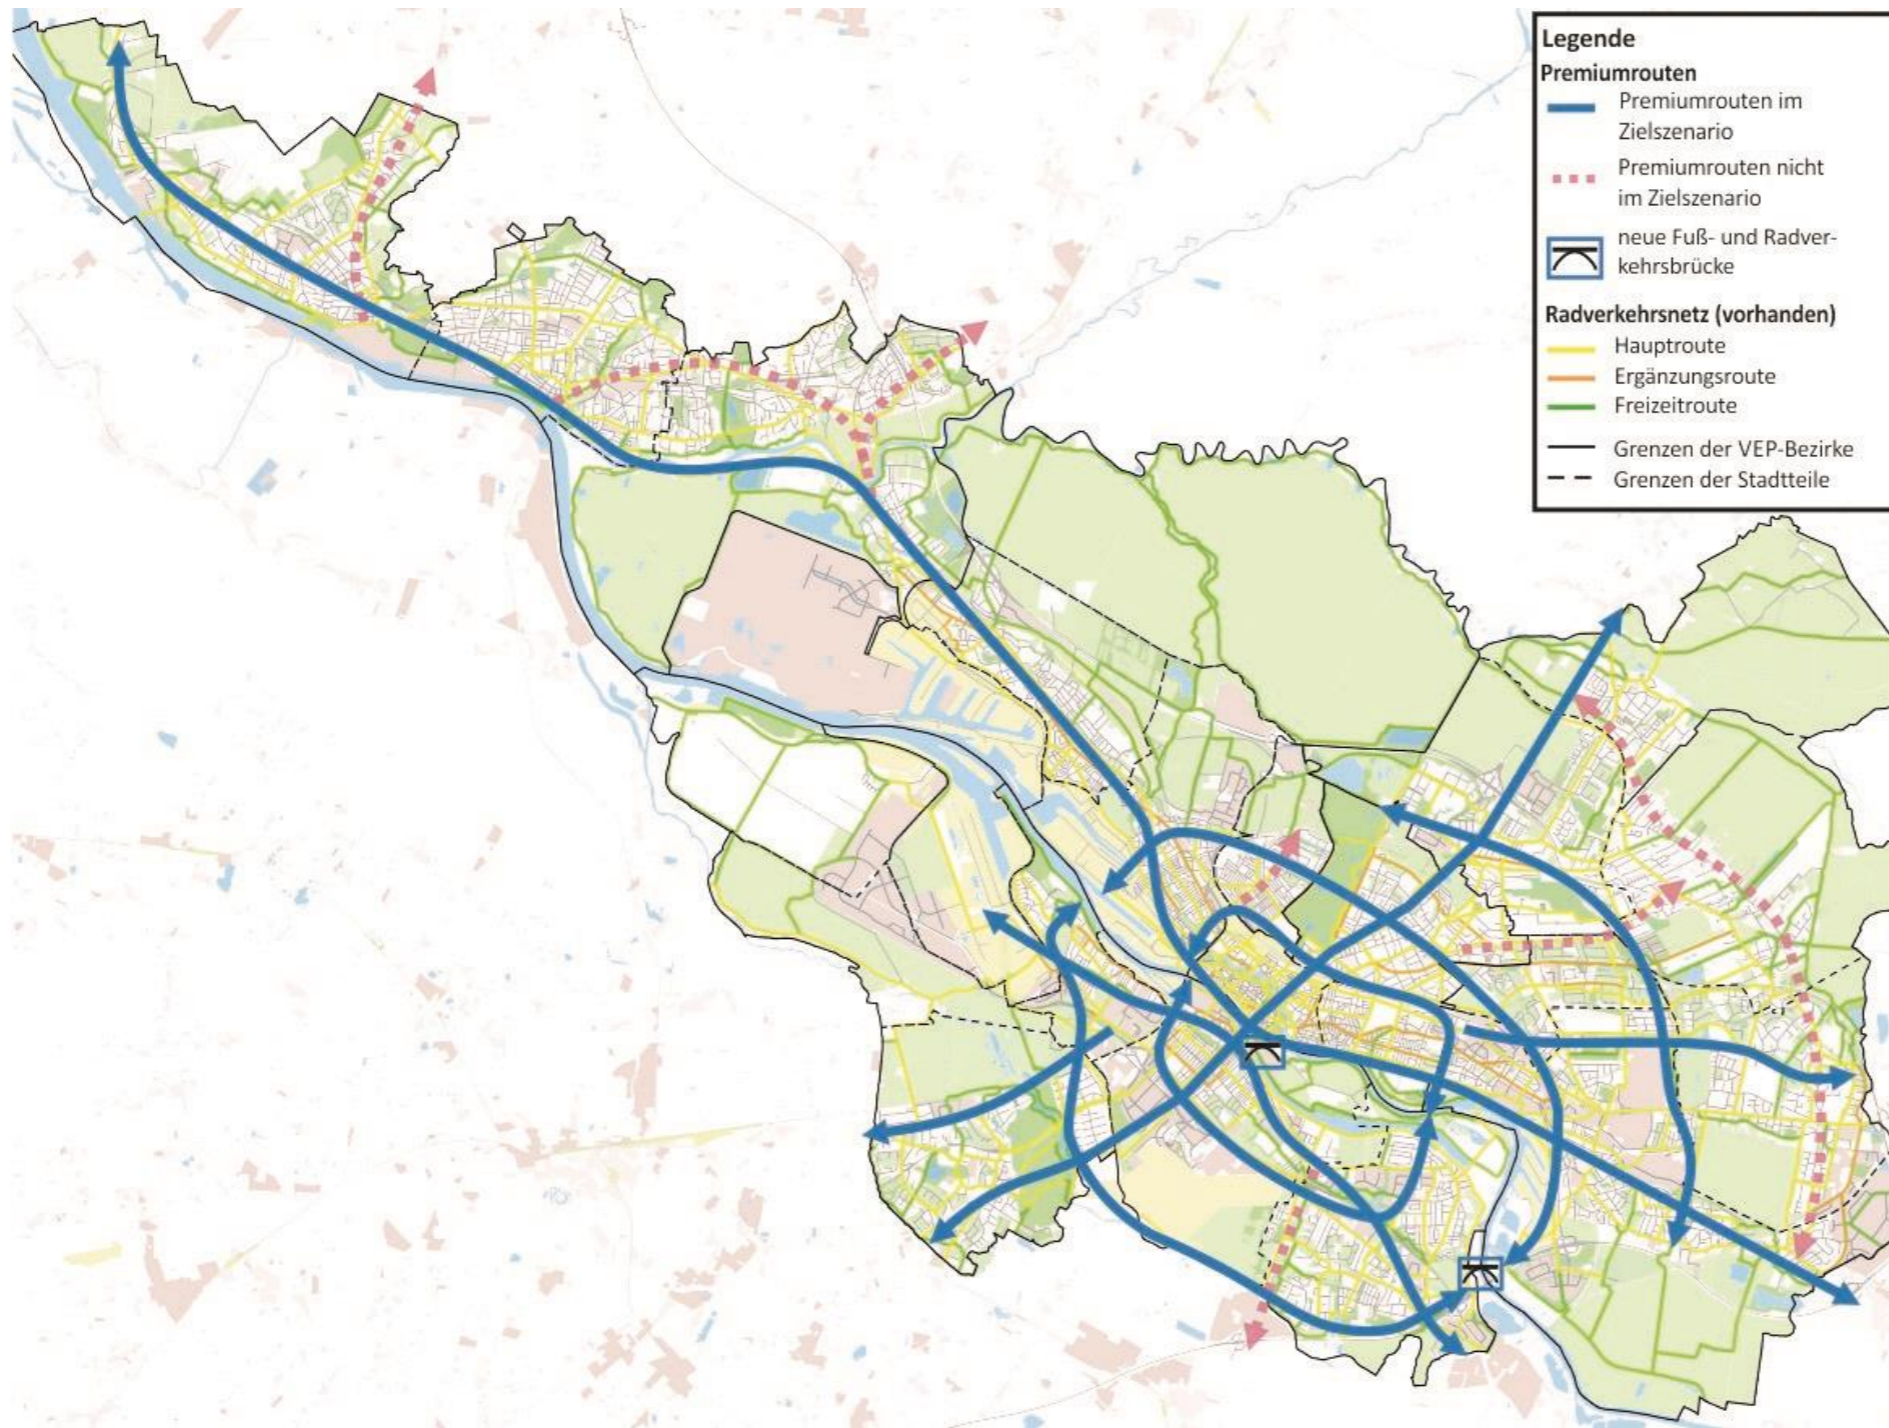 Legende
Premiumrouten
Premiumrouten im
Zielszenario
Premiumrouten nicht
im Zielszenario
neue Fuß- und Radver-
kehrsbrücke
Radverkehrsnetz (vorhanden)
Hauptroute
Ergänzungsroute
Freizeitroute
Grenzen der VEP-Bezirke
Grenzen der Stadtteile